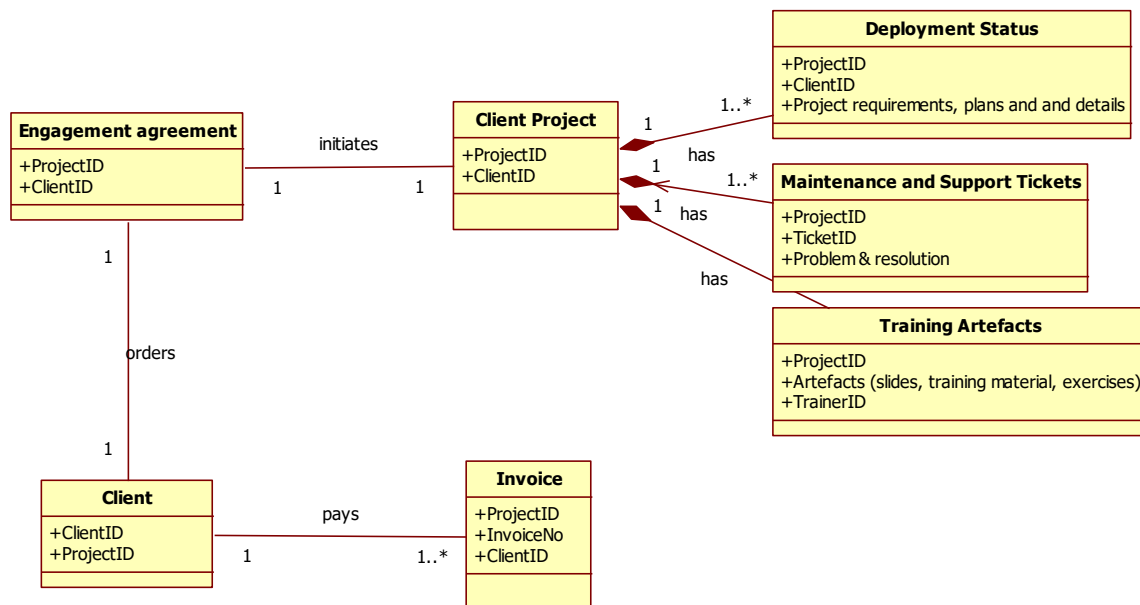 Deployment Status
+ProjectID
+ClientID
+Project requirements, plans and and details
Engagement agreement
+ProjectID
+ClientID
initiates
1
1
Client Project
+ProjectID
+ClientID
1
1..*
has
1
1..*
has
1
has
Maintenance and Support Tickets
+ProjectID
+TicketID
+Problem & resolution
Training Artefacts
+ProjectID
+Artefacts (slides, training material, exercises)
+TrainerID
1
orders
1
Client
+ClientID
+ProjectID
pays
1
1..*
Invoice
+ProjectID
+InvoiceNo
+ClientID